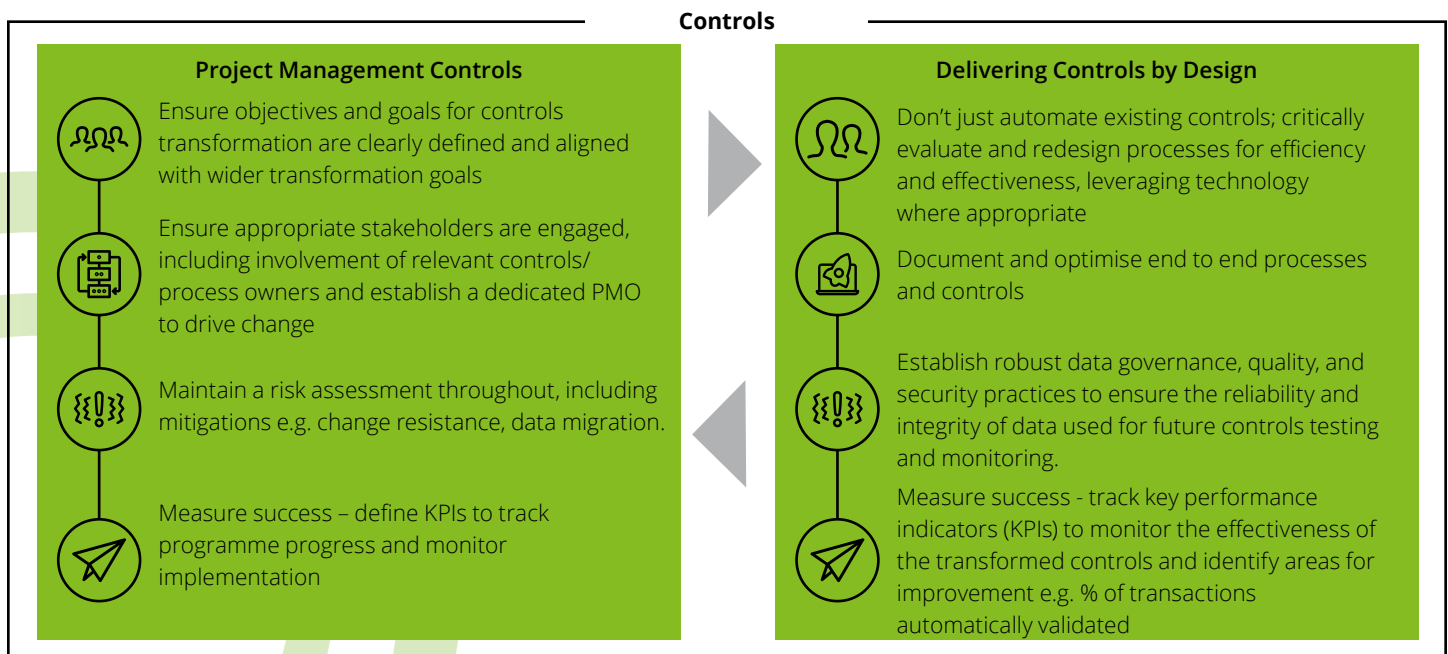 Controls
Project Management Controls
Ensure objectives and goals for controls
transformation are clearly defined and aligned
with wider transformation goals
Ensure appropriate stakeholders are engaged,
including involvement of relevant controls/
process owners and establish a dedicated PMO
to drive change
Maintain a risk assessment throughout, including
mitigations e.g. change resistance, data migration.
Measure success – define KPIs to track
programme progress and monitor
implementation
Delivering Controls by Design
Don’t just automate existing controls; critically
evaluate and redesign processes for efficiency
and effectiveness, leveraging technology
where appropriate
Document and optimise end to end processes
and controls
Establish robust data governance, quality, and
security practices to ensure the reliability and
integrity of data used for future controls testing
and monitoring.
Measure success - track key performance
indicators (KPIs) to monitor the effectiveness of
the transformed controls and identify areas for
improvement e.g. % of transactions
automatically validated